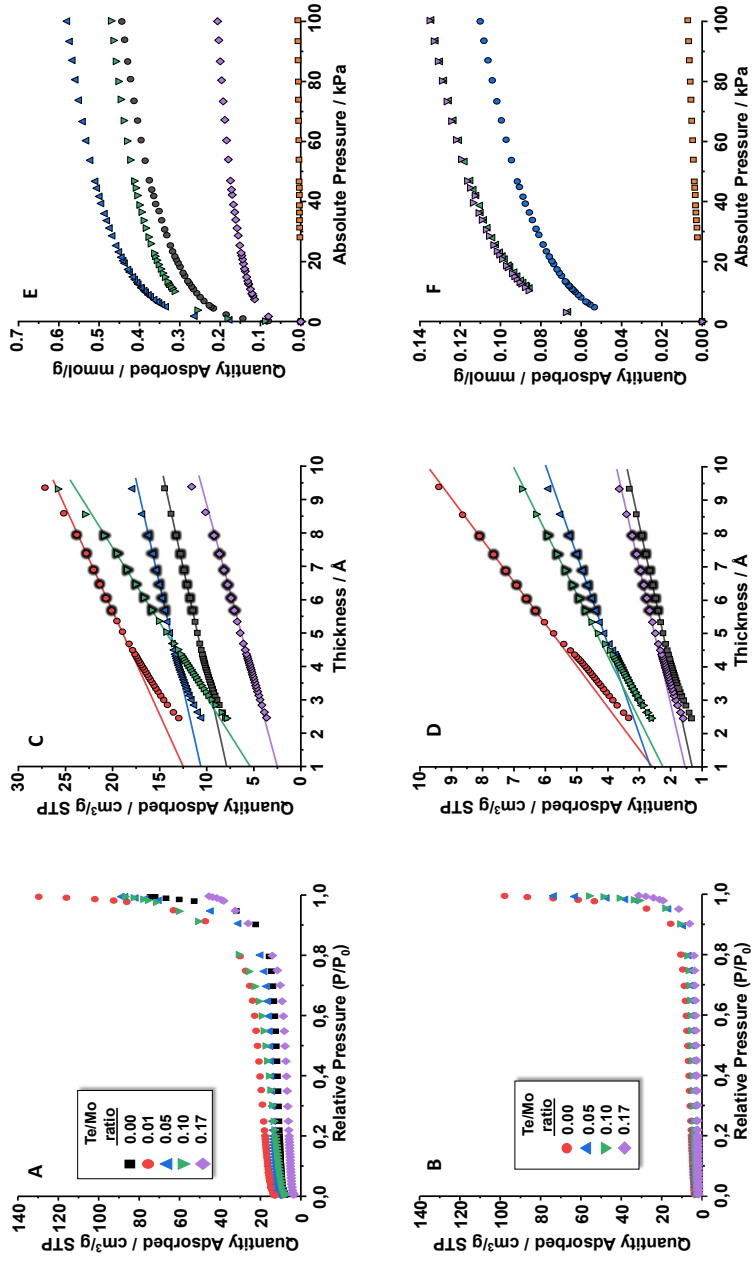 A
Quantity Adsorbed / cm³/g STP
140
120
100
80
60
40
20
0
Te/Mo
ratio
0.00
0.01
0.05
0.10
0.17
0,0 0,2 0,4 0,6 0,8 1,0
Relative Pressure (P/P₀)
C
Quantity Adsorbed / cm³/g STP
30
25
20
15
10
5
0
1 2 3 4 5 6 7 8 9 10
Thickness / Å
E
Quantity Adsorbed / mmol/g
0.7
0.6
0.5
0.4
0.3
0.2
0.1
0.0
0 20 40 60 80 100
Absolute Pressure / kPa
B
Quantity Adsorbed / cm³/g STP
140
120
100
80
60
40
20
0
Te/Mo
ratio
0.00
0.05
0.10
0.17
0,0 0,2 0,4 0,6 0,8 1,0
Relative Pressure (P/P₀)
D
Quantity Adsorbed / cm³/g STP
10
9
8
7
6
5
4
3
2
1
1 2 3 4 5 6 7 8 9 10
Thickness / Å
F
Quantity Adsorbed / mmol/g
0.14
0.12
0.10
0.08
0.06
0.04
0.02
0.00
0 20 40 60 80 100
Absolute Pressure / kPa